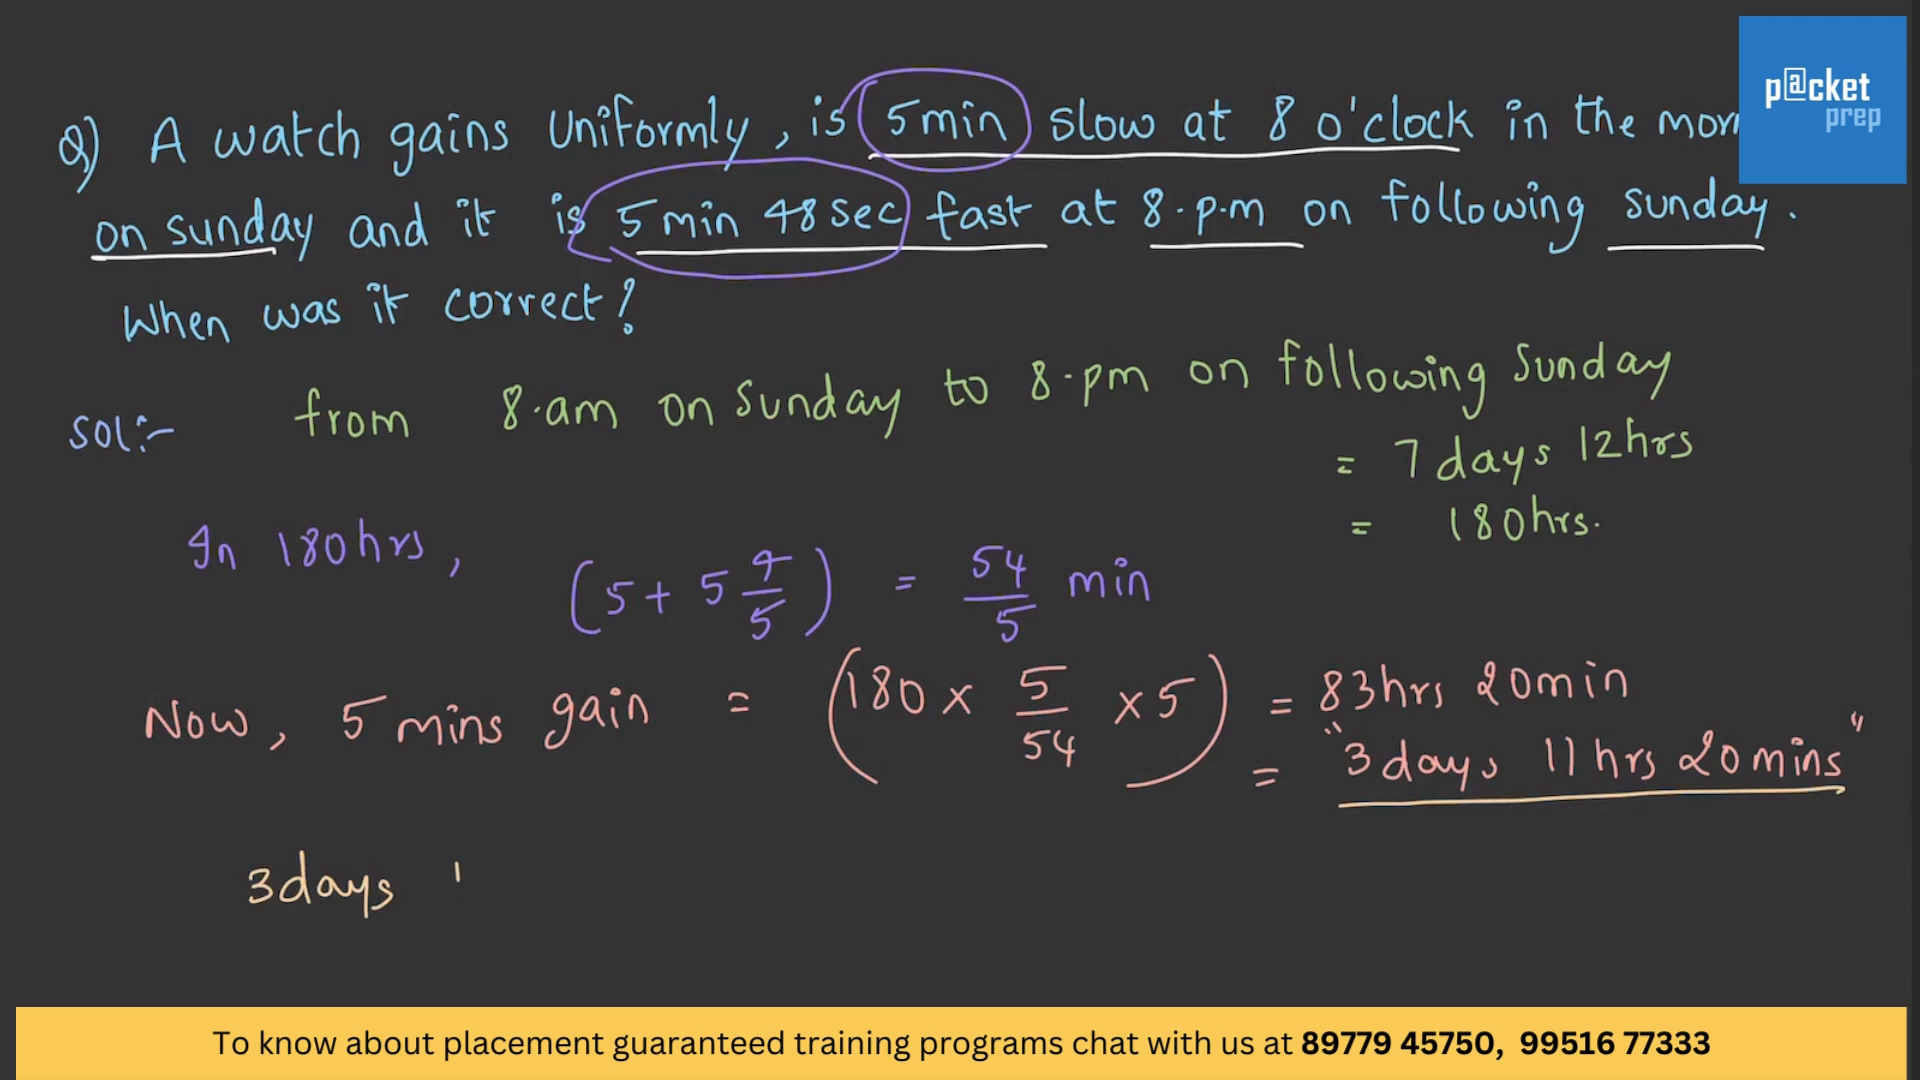 p@cket
prep
Q) A watch gains Uniformly, is 5min slow at 8 o'clock in the morn
on sunday and it is 5 min 48sec fast at 8.p.m on following sunday.
When was it correct?
Sol:- from 8.am on Sunday to 8.pm on following Sunday
= 7 days 12hrs
= 180hrs.
In 180hrs, (5 + 5 4/5) = 54/5 min
Now, 5 mins gain = (180 x 5/54 x 5) = 83hrs 20min
= "3days 11hrs 20mins"
3days
To know about placement guaranteed training programs chat with us at 89779 45750, 99516 77333